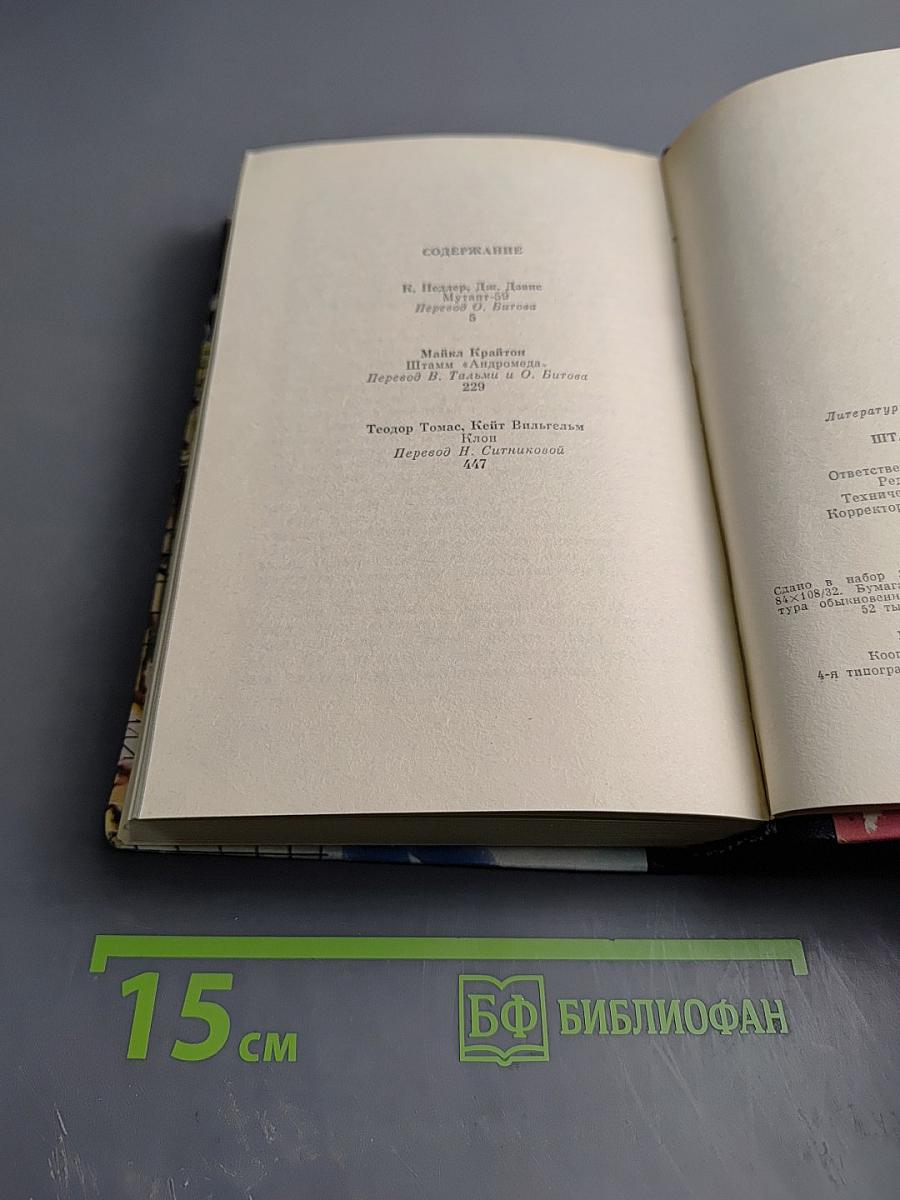 СОДЕРЖАНИЕ
К. Педлер, Дж. Дэвис
Мутант-59
Перевод О. Битова
5
Майкл Крайтон
Штамм «Андромеда»
Перевод В. Тальми и О. Битова
229
Теодор Томас, Кейт Вильгельм
Клон
Перевод Н. Ситниковой
447
Литератур
ШТА
Ответстве
Ред
Техниче
Корректор
Сдано в набор
84×108/32. Бумага
тура обыкновенн
52 ты
Кооп
4-я типогра
15 см
БФ БИБЛИОФАН